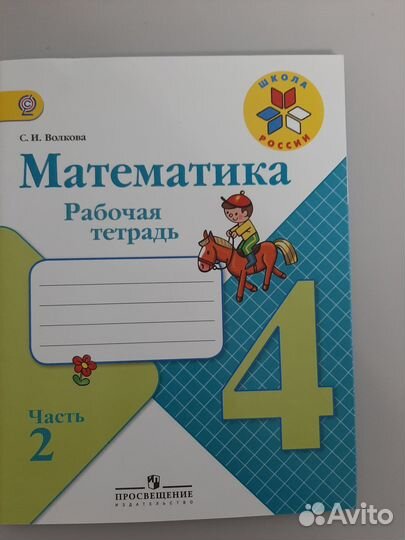 С. И. Волкова
ШКОЛА
РОССИИ
Математика
Рабочая
тетрадь
4
Часть
2
ПРОСВЕЩЕНИЕ
ИЗДАТЕЛЬСТВО
Avito